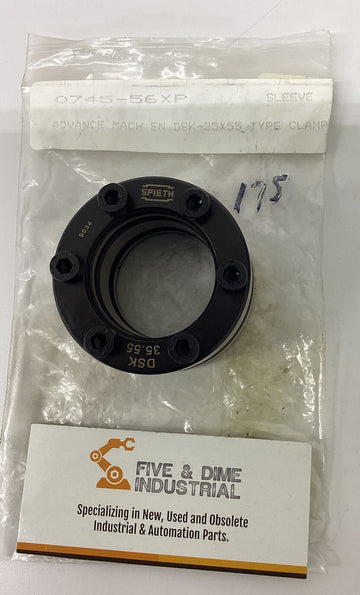 0745-56XP SLEEVE
ADVANCE MACH EN DSK-35X55 TYPE CLAMP
175
SPIETH
9034
DSK
35.55
FIVE & DIME
INDUSTRIAL
Specializing in New, Used and Obsolete
Industrial & Automation Parts.